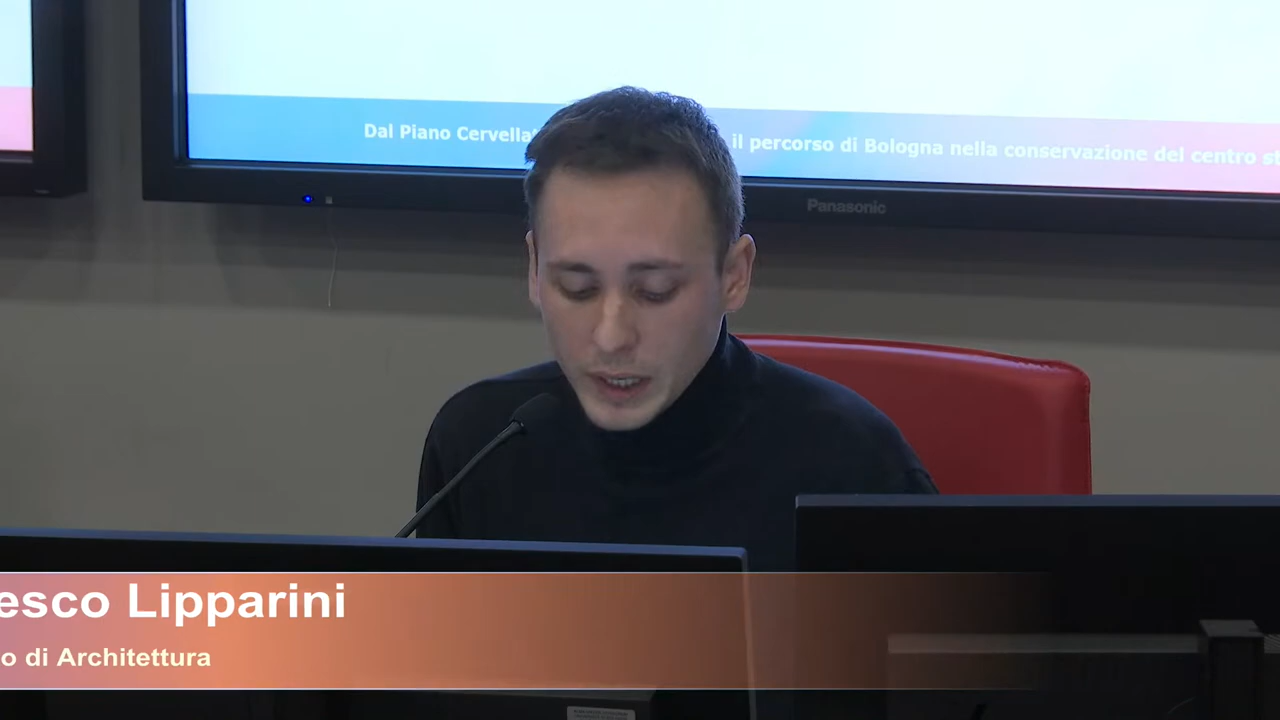 Dal Piano Cervellat il percorso di Bologna nella conservazione del centro st
Panasonic
esco Lipparini
o di Architettura